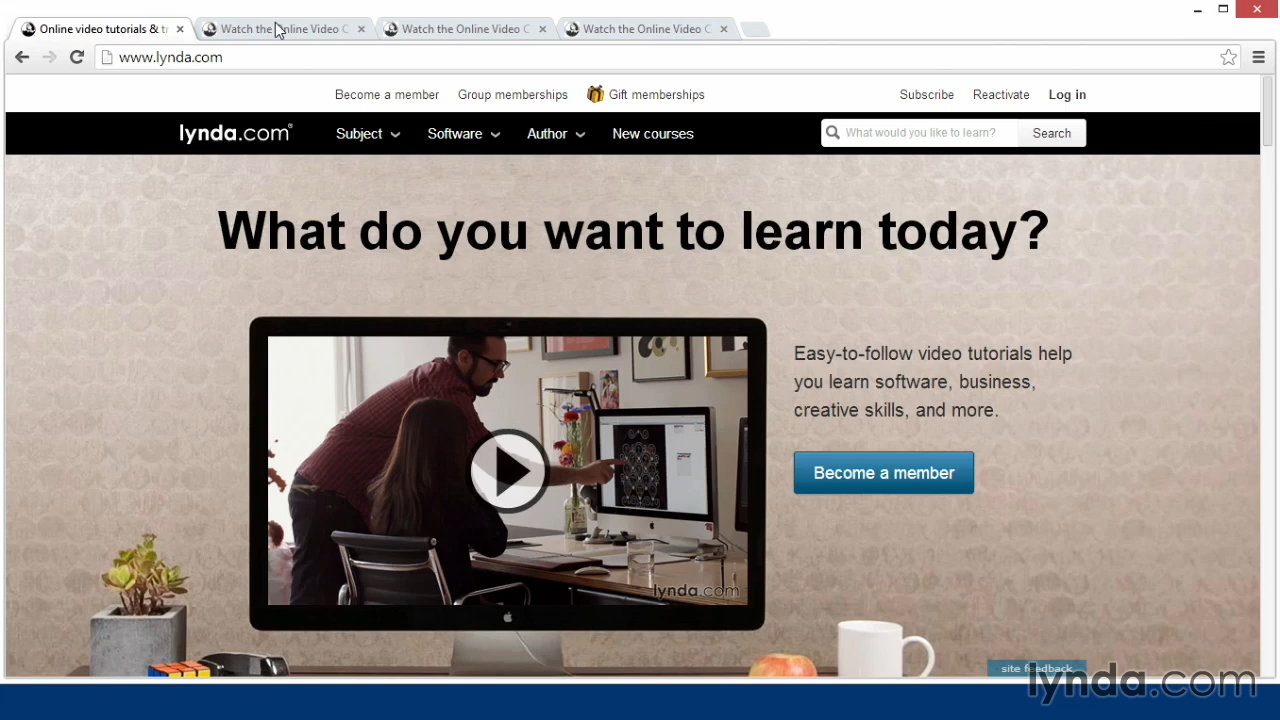 Online video tutorials & tr
Watch the Online Video C
Watch the Online Video C
Watch the Online Video C
www.lynda.com
Become a member
Group memberships
Gift memberships
Subscribe
Reactivate
Log in
lynda.com®
Subject
Software
Author
New courses
What would you like to learn?
Search
What do you want to learn today?
Easy-to-follow video tutorials help
you learn software, business,
creative skills, and more.
Become a member
lynda.com
site feedback
lynda.com